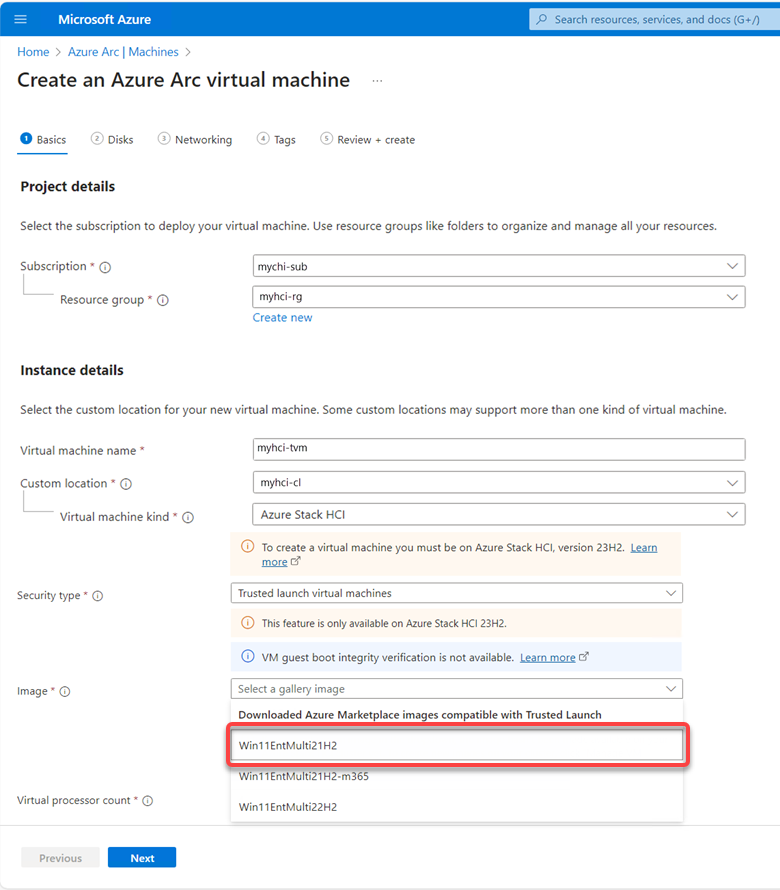 Microsoft Azure
Search resources, services, and docs (G+/)
Home > Azure Arc | Machines >
Create an Azure Arc virtual machine ...
1 Basics 2 Disks 3 Networking 4 Tags 5 Review + create
Project details
Select the subscription to deploy your virtual machine. Use resource groups like folders to organize and manage all your resources.
Subscription * mychi-sub
Resource group * myhci-rg
Create new
Instance details
Select the custom location for your new virtual machine. Some custom locations may support more than one kind of virtual machine.
Virtual machine name * myhci-tvm
Custom location * myhci-cl
Virtual machine kind * Azure Stack HCI
To create a virtual machine you must be on Azure Stack HCI, version 23H2. Learn
more
Security type * Trusted launch virtual machines
This feature is only available on Azure Stack HCI 23H2.
VM guest boot integrity verification is not available. Learn more
Image * Select a gallery image
Downloaded Azure Marketplace images compatible with Trusted Launch
Win11EntMulti21H2
Win11EntMulti21H2-m365
Virtual processor count *
Win11EntMulti22H2
Previous Next